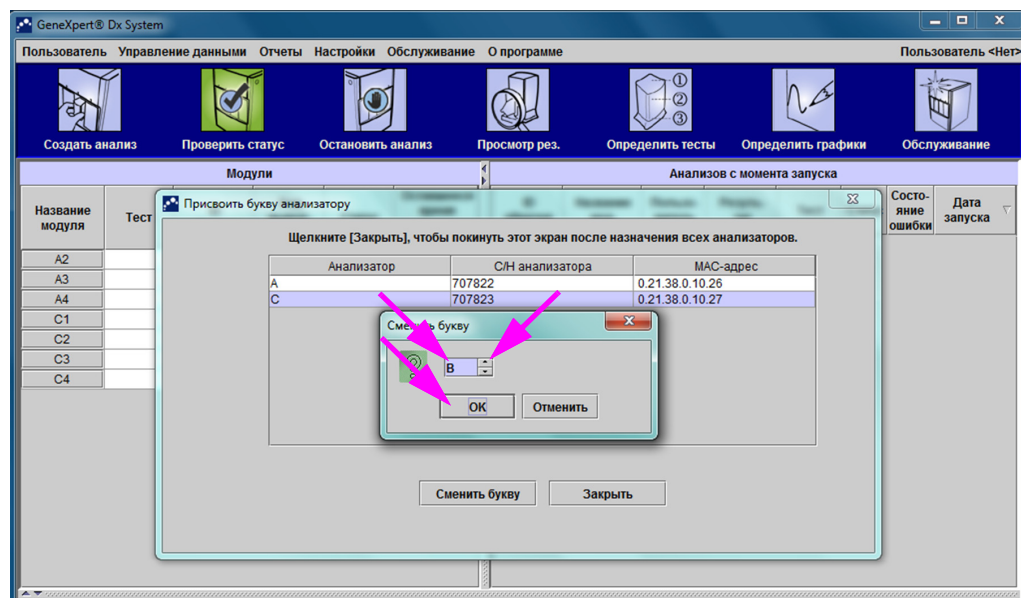 GeneXpert® Dx System
Пользователь Управление данными Отчеты Настройки Обслуживание О программе Пользователь <Нет>
Создать анализ Проверить статус Остановить анализ Просмотр рез. Определить тесты Определить графики Обслуживание
Модули Анализов с момента запуска
Название модуля Тест Состо-яние ошибки Дата запуска
Присвоить букву анализатору
Щелкните [Закрыть], чтобы покинуть этот экран после назначения всех анализаторов.
Анализатор С/Н анализатора MAC-адрес
A 707822 0.21.38.0.10.26
C 707823 0.21.38.0.10.27
A2
A3
A4
C1
C2
C3
C4
Сменить букву
B
OK Отменить
Сменить букву Закрыть